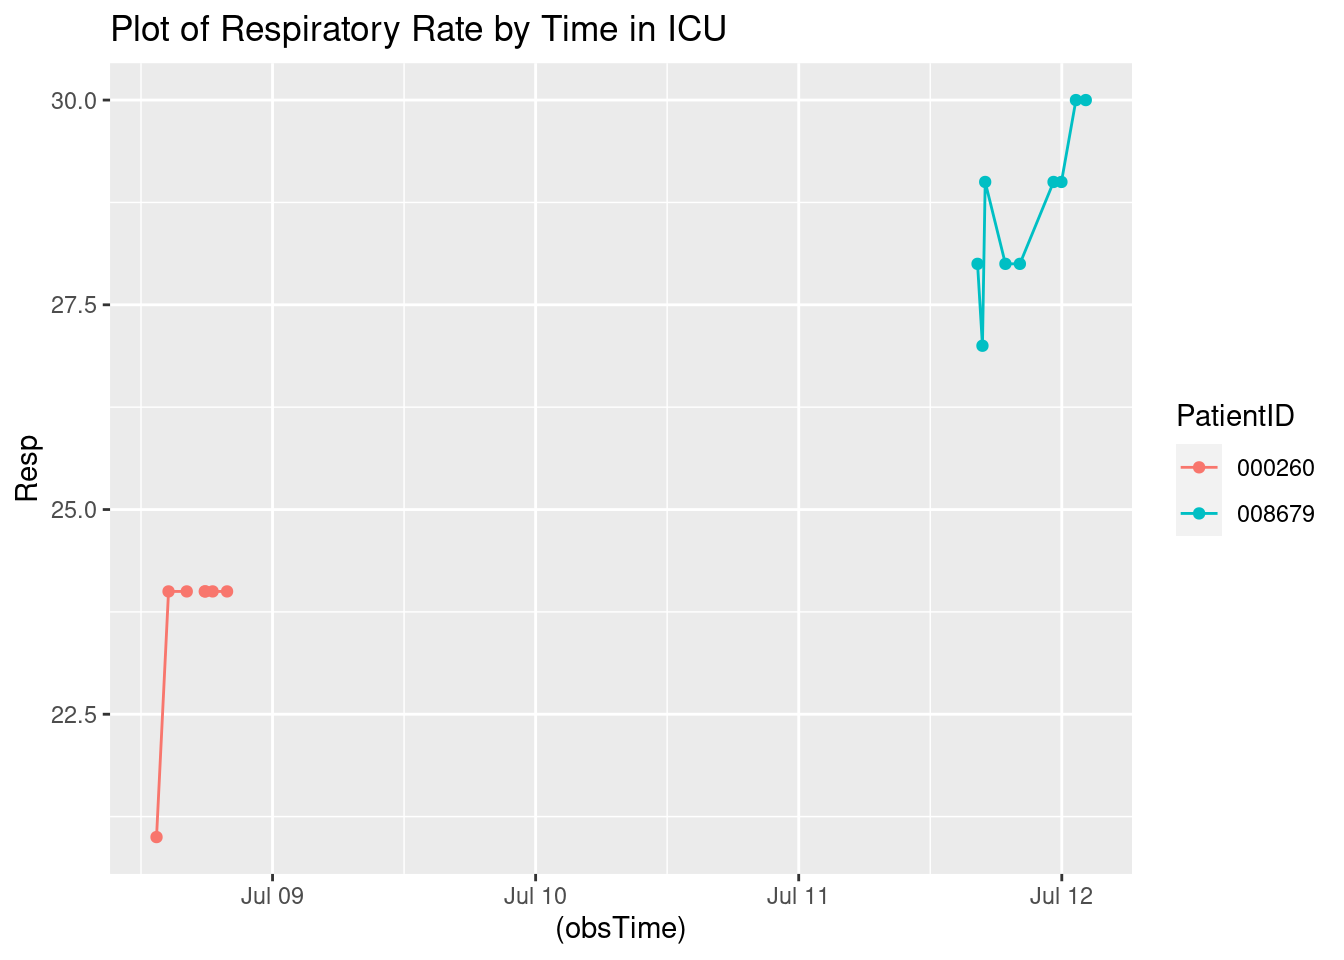 Plot of Respiratory Rate by Time in ICU
30.0
27.5
25.0
22.5
Resp
Jul 09
Jul 10
Jul 11
Jul 12
(obsTime)
PatientID
000260
008679